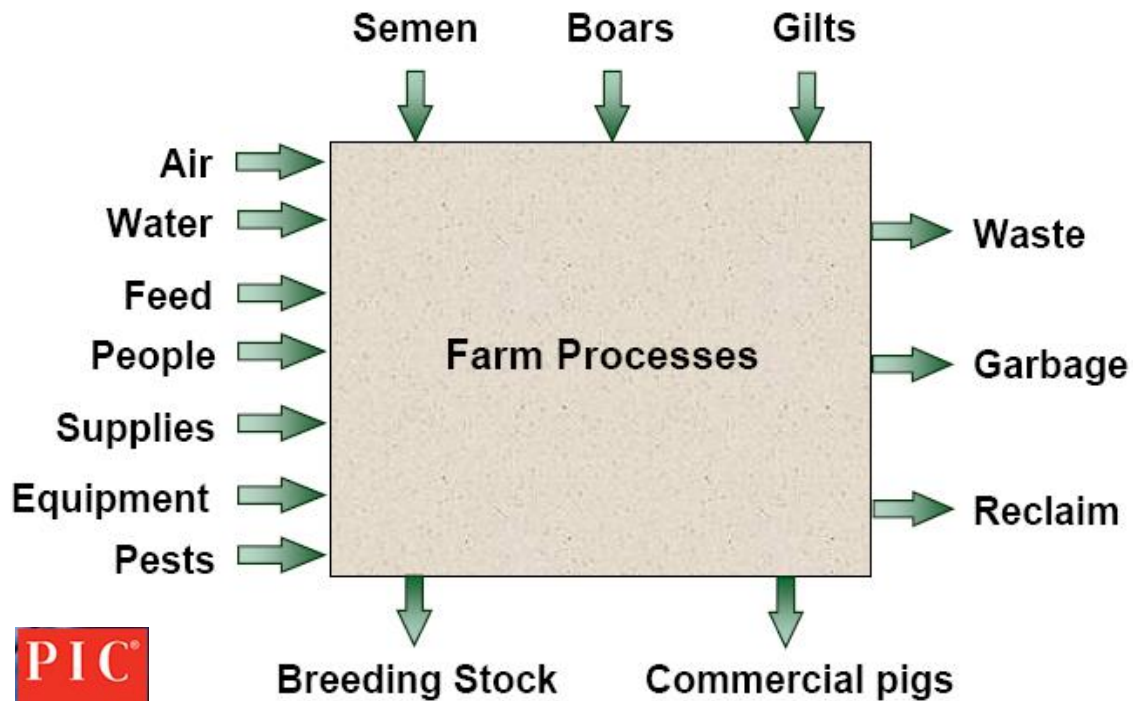 Semen
Boars
Gilts
Air
Water
Feed
People
Supplies
Equipment
Pests
Farm Processes
Waste
Garbage
Reclaim
Breeding Stock
Commercial pigs
PIC®